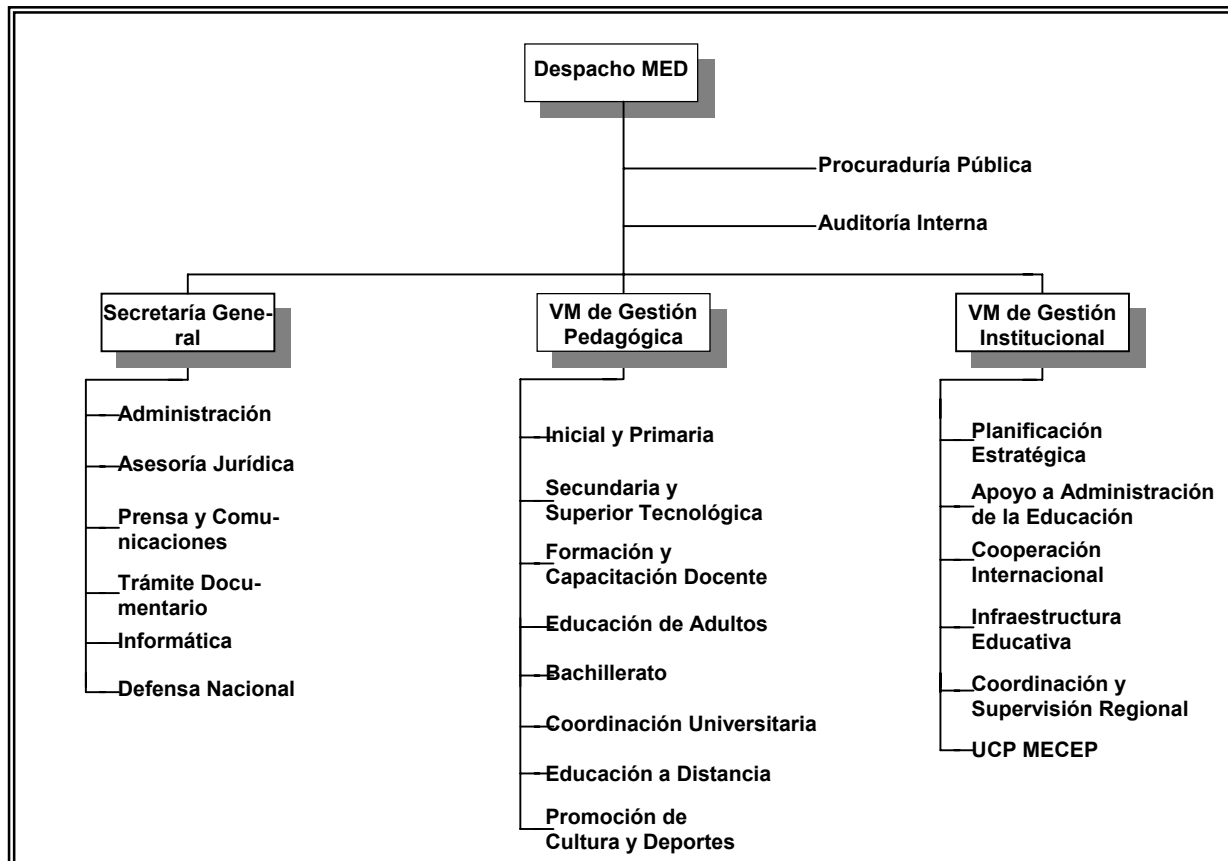 Despacho MED
Procuraduría Pública
Auditoría Interna
Secretaría Gene-
ral
Administración
Asesoría Jurídica
Prensa y Comu-
nicaciones
Trámite Docu-
mentario
Informática
Defensa Nacional
VM de Gestión
Pedagógica
Inicial y Primaria
Secundaria y
Superior Tecnológica
Formación y
Capacitación Docente
Educación de Adultos
Bachillerato
Coordinación Universitaria
Educación a Distancia
Promoción de
Cultura y Deportes
VM de Gestión
Institucional
Planificación
Estratégica
Apoyo a Administración
de la Educación
Cooperación
Internacional
Infraestructura
Educativa
Coordinación y
Supervisión Regional
UCP MECEP